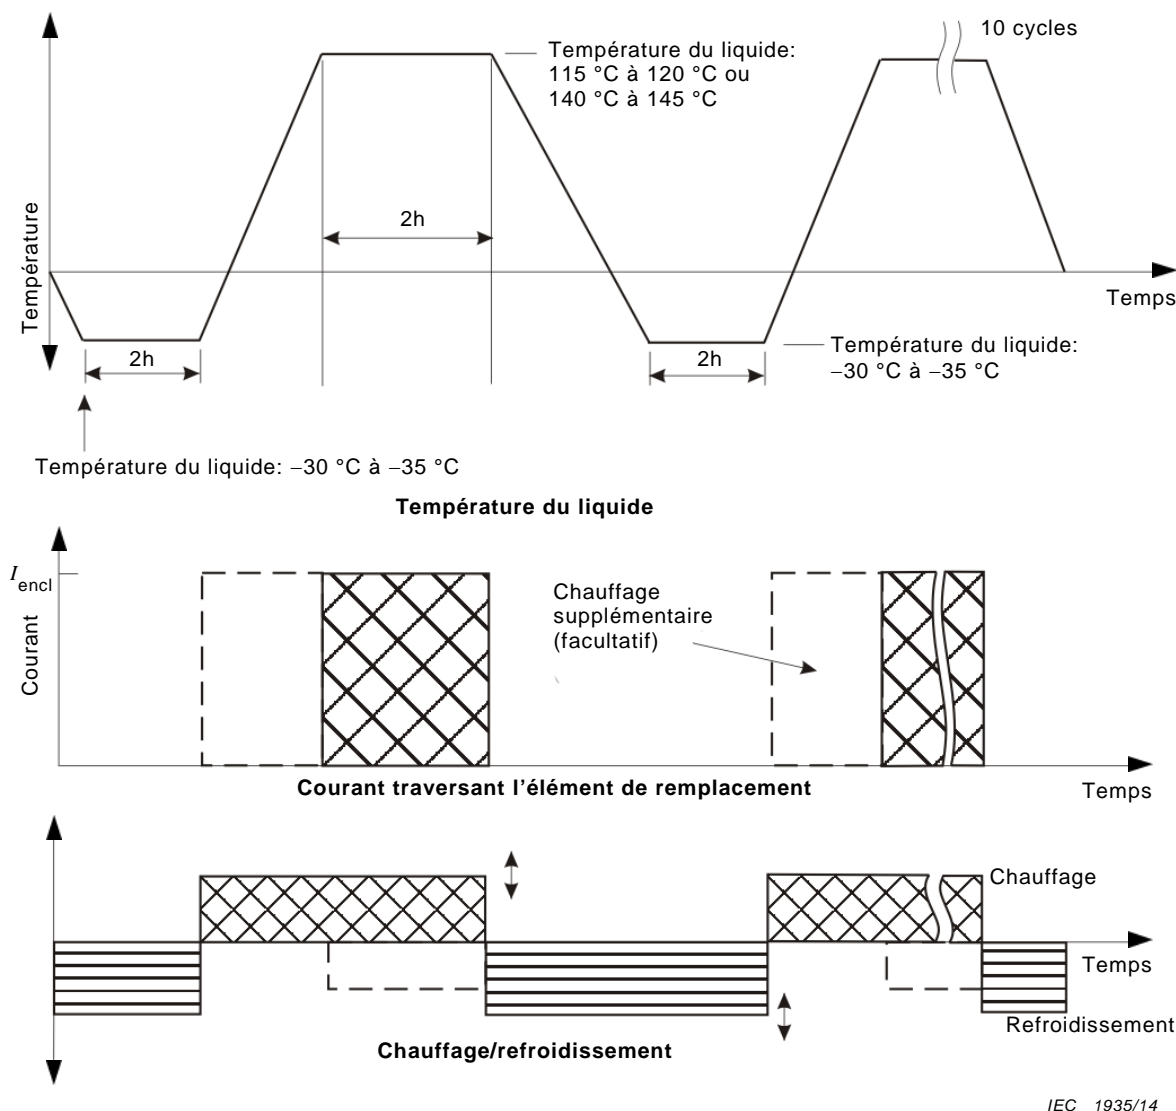 10 cycles
Température du liquide:
115 °C à 120 °C ou
140 °C à 145 °C
Température
2h
Temps
2h
2h
Température du liquide:
–30 °C à –35 °C
Température du liquide: –30 °C à –35 °C
Température du liquide
I encl
Courant
Chauffage
supplémentaire
(facultatif)
Courant traversant l'élément de remplacement
Temps
Chauffage
Temps
Refroidissement
Chauffage/refroidissement
IEC 1935/14